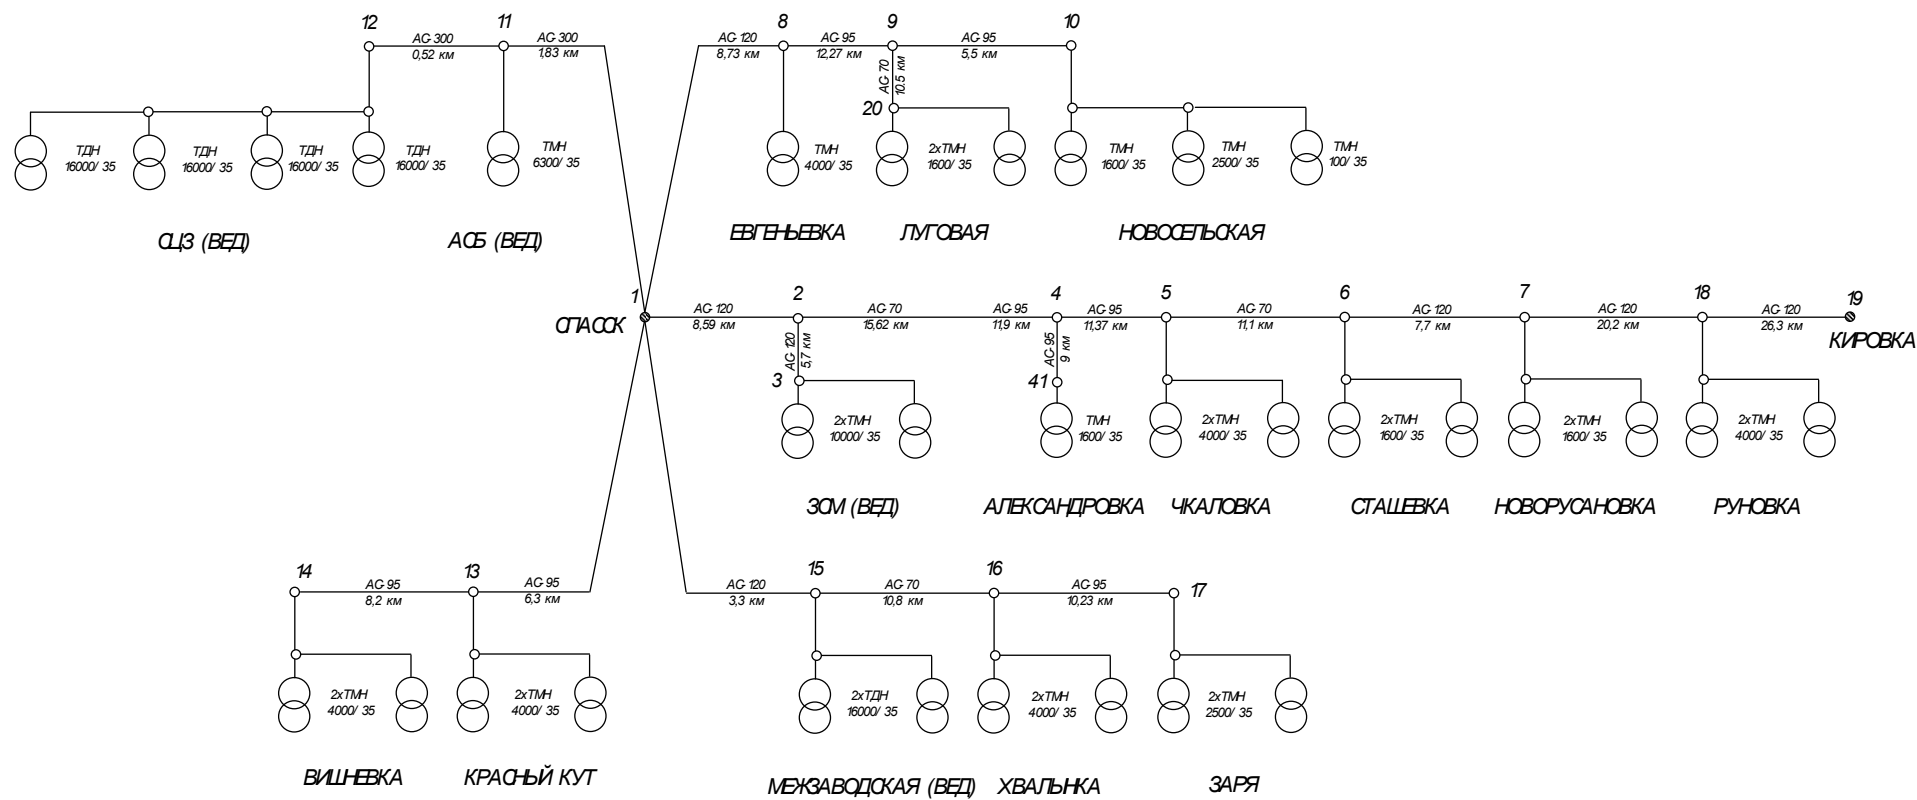 12
11
8
9
10
АС-300
0,52 км
АС-300
1,83 км
АС-120
8,73 км
АС-95
12,27 км
АС-95
5,5 км
АС-70
10.5 км
20
ТДН
16000/ 35
ТДН
16000/ 35
ТДН
16000/ 35
ТДН
16000/ 35
ТМН
6300/ 35
ТМН
4000/ 35
2хТМН
1600/ 35
ТМН
1600/ 35
ТМН
2500/ 35
ТМН
100/ 35
СЦЗ (ВЕД)
АСБ (ВЕД)
ЕВГЕНЬЕВКА
ЛУГОВАЯ
НОВОСЕЛЬСКАЯ
1
2
4
5
6
7
18
19
СПАССК
АС-120
8,59 км
АС-70
15,62 км
АС-95
11,9 км
АС-95
11,37 км
АС-70
11,1 км
АС-120
7,7 км
АС-120
20,2 км
АС-120
26,3 км
КИРОВКА
АС-120
5,7 км
АС-95
9 км
3
41
2хТМН
10000/ 35
ТМН
1600/ 35
2хТМН
4000/ 35
2хТМН
1600/ 35
2хТМН
1600/ 35
2хТМН
4000/ 35
ЗСМ (ВЕД)
АЛЕКСАНДРОВКА
ЧКАЛОВКА
СТАШЕВКА
НОВОРУСАНОВКА
РУНОВКА
14
13
15
16
17
АС-95
8,2 км
АС-95
6,3 км
АС-120
3,3 км
АС-70
10,8 км
АС-95
10,23 км
2хТМН
4000/ 35
2хТМН
4000/ 35
2хТДН
16000/ 35
2хТМН
4000/ 35
2хТМН
2500/ 35
ВИШНЕВКА
КРАСНЫЙ КУТ
МЕЖЗАВОДСКАЯ (ВЕД)
ХВАЛЫНКА
ЗАРЯ